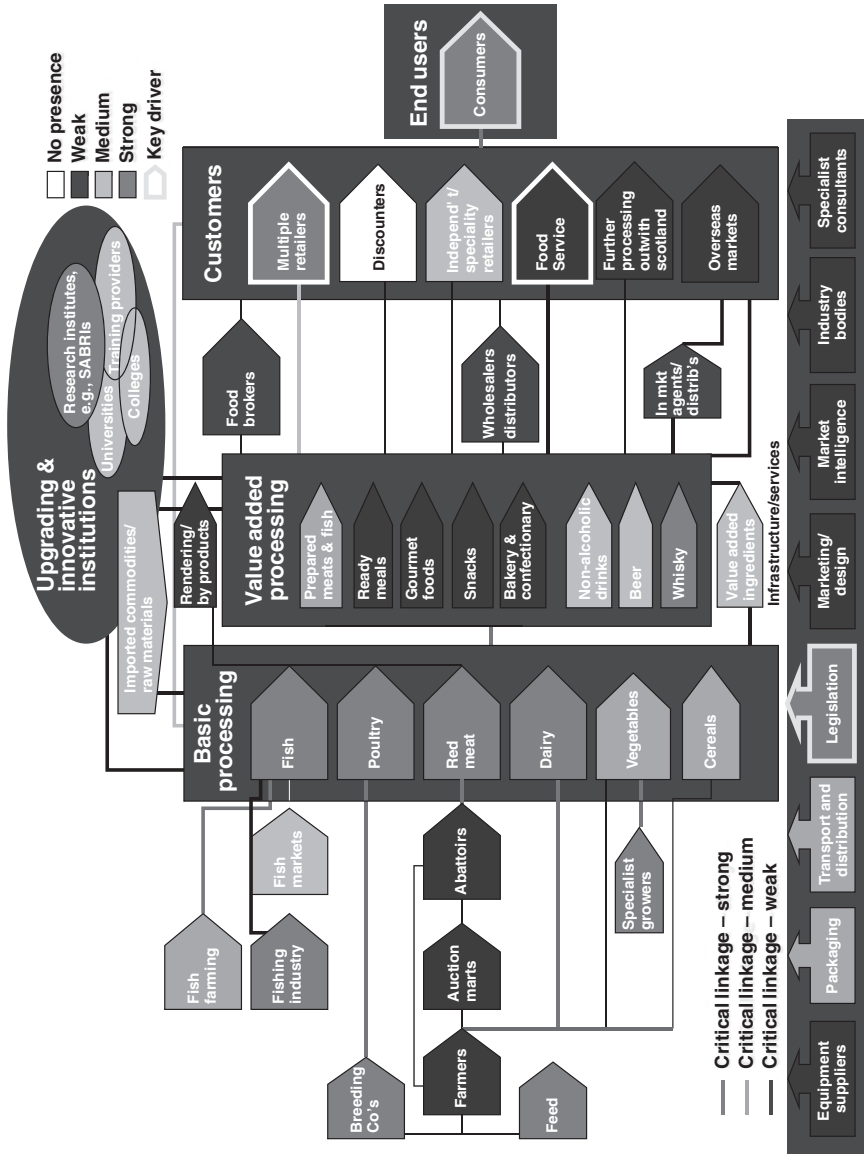 Upgrading &
innovative
institutions
Research institutes,
e.g., SABRIs
Universities
Training providers
Colleges
No presence
Weak
Medium
Strong
Key driver
Imported commodities/
raw materials
Rendering/
by products
Food
brokers
Basic
processing
Fish
Poultry
Red
meat
Dairy
Vegetables
Cereals
Value added
processing
Prepared
meats & fish
Ready
meals
Gourmet
foods
Snacks
Bakery &
confectionary
Non-alcoholic
drinks
Beer
Whisky
Value added
ingredients
Wholesalers
distributors
In mkt
agents/
distrib's
Customers
Multiple
retailers
Discounters
Independ' t/
speciality
retailers
Food
Service
Further
processing
outwith
scotland
Overseas
markets
End users
Consumers
Fish
farming
Fishing
industry
Fish
markets
Breeding
Co's
Farmers
Feed
Auction
marts
Abattoirs
Specialist
growers
Critical linkage – strong
Critical linkage – medium
Critical linkage – weak
Infrastructure/services
Equipment
suppliers
Packaging
Transport and
distribution
Legislation
Marketing/
design
Market
intelligence
Industry
bodies
Specialist
consultants